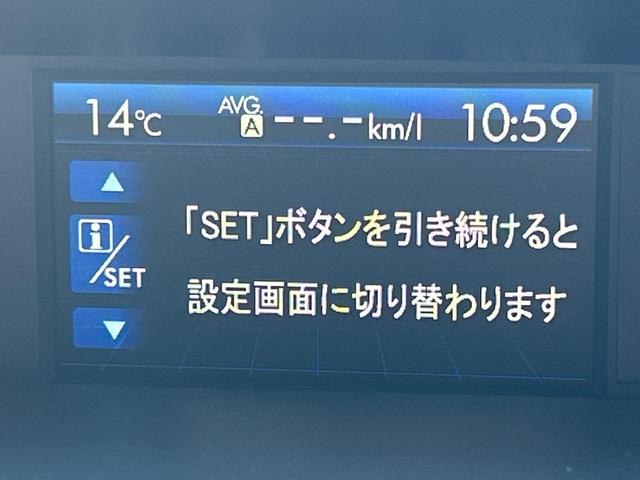 14℃ AVG. A --.-km/l 10:59
「SET」ボタンを引き続けると
i/SET
設定画面に切り替わります